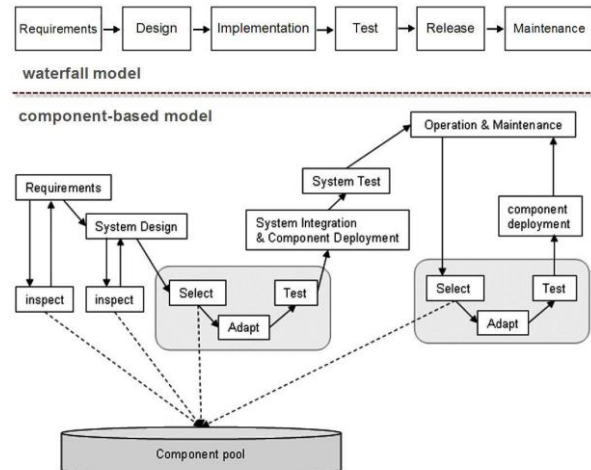 Requirements
Design
Implementation
Test
Release
Maintenance
waterfall model
component-based model
Operation & Maintenance
Requirements
System Test
System Design
System Integration
& Component Deployment
component
deployment
inspect
inspect
Select
Test
Adapt
Select
Test
Adapt
Component pool